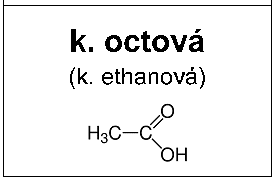 k. octová
(k. ethanová)
O
H₃C–C
OH